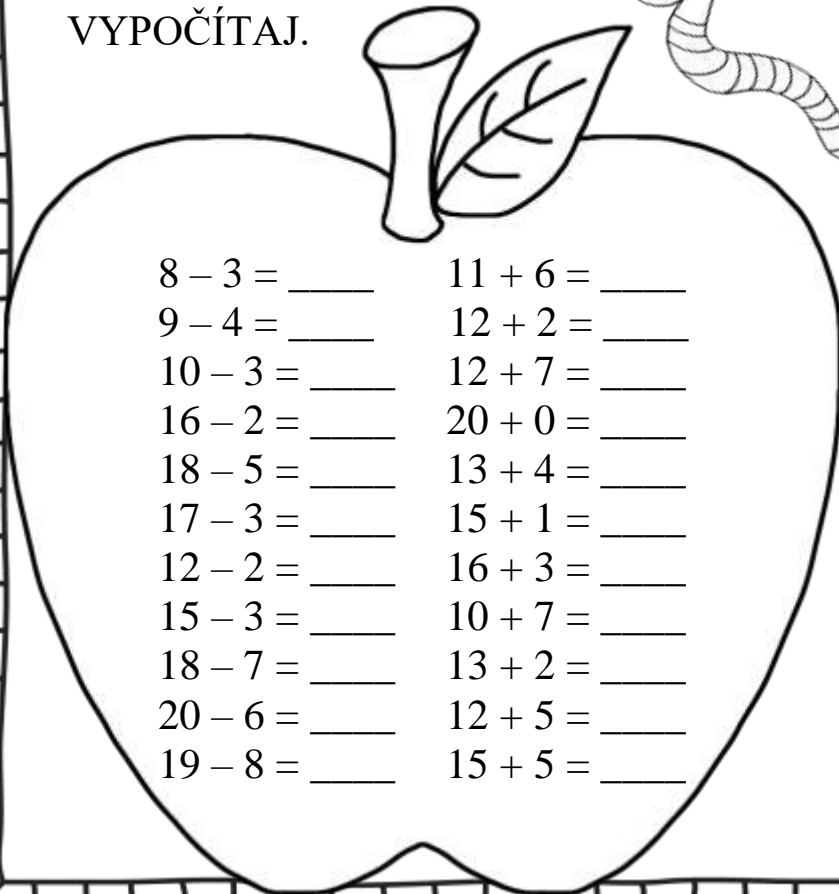 VYPOČÍTAJ.
8 – 3 = ____ 11 + 6 = ____
9 – 4 = ____ 12 + 2 = ____
10 – 3 = ____ 12 + 7 = ____
16 – 2 = ____ 20 + 0 = ____
18 – 5 = ____ 13 + 4 = ____
17 – 3 = ____ 15 + 1 = ____
12 – 2 = ____ 16 + 3 = ____
15 – 3 = ____ 10 + 7 = ____
18 – 7 = ____ 13 + 2 = ____
20 – 6 = ____ 12 + 5 = ____
19 – 8 = ____ 15 + 5 = ____